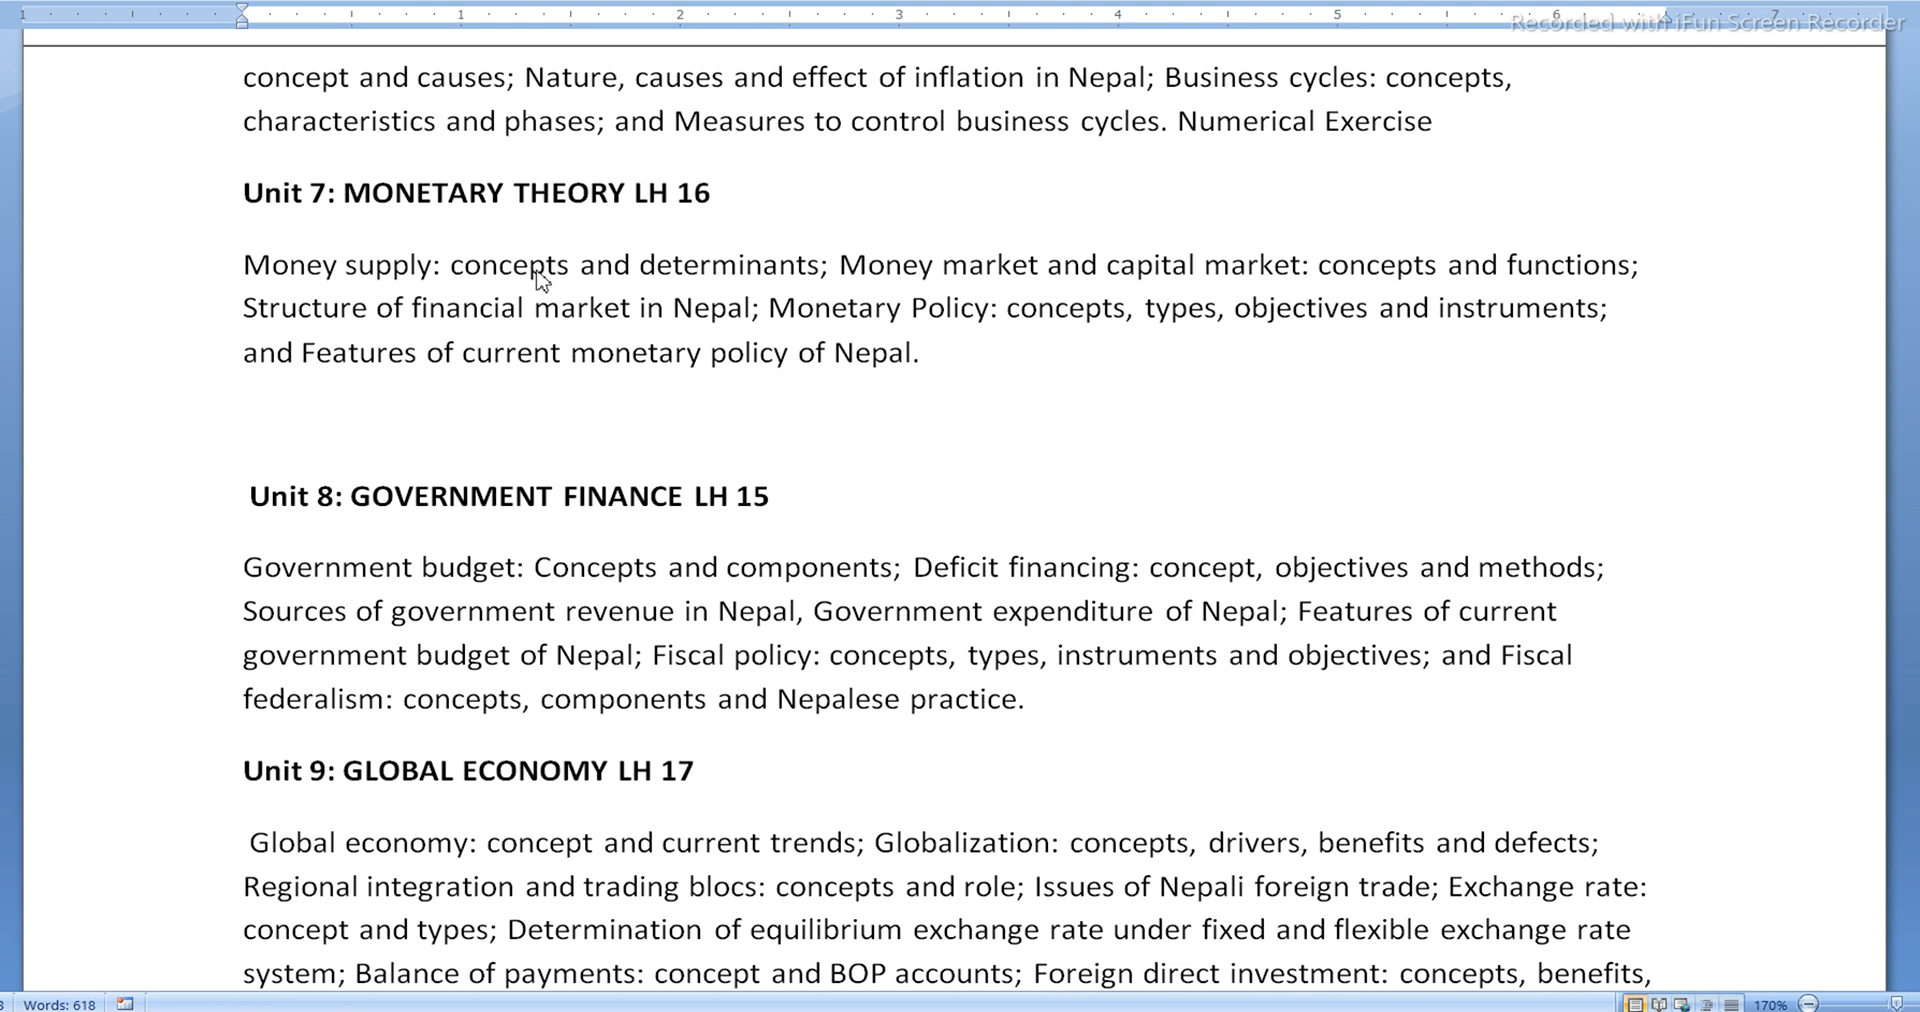 1 1 2 3 4 5 6 7
Recorded with iFun Screen Recorder
concept and causes; Nature, causes and effect of inflation in Nepal; Business cycles: concepts,
characteristics and phases; and Measures to control business cycles. Numerical Exercise
Unit 7: MONETARY THEORY LH 16
Money supply: concepts and determinants; Money market and capital market: concepts and functions;
Structure of financial market in Nepal; Monetary Policy: concepts, types, objectives and instruments;
and Features of current monetary policy of Nepal.
Unit 8: GOVERNMENT FINANCE LH 15
Government budget: Concepts and components; Deficit financing: concept, objectives and methods;
Sources of government revenue in Nepal, Government expenditure of Nepal; Features of current
government budget of Nepal; Fiscal policy: concepts, types, instruments and objectives; and Fiscal
federalism: concepts, components and Nepalese practice.
Unit 9: GLOBAL ECONOMY LH 17
Global economy: concept and current trends; Globalization: concepts, drivers, benefits and defects;
Regional integration and trading blocs: concepts and role; Issues of Nepali foreign trade; Exchange rate:
concept and types; Determination of equilibrium exchange rate under fixed and flexible exchange rate
system; Balance of payments: concept and BOP accounts; Foreign direct investment: concepts, benefits,
Words: 618 170%